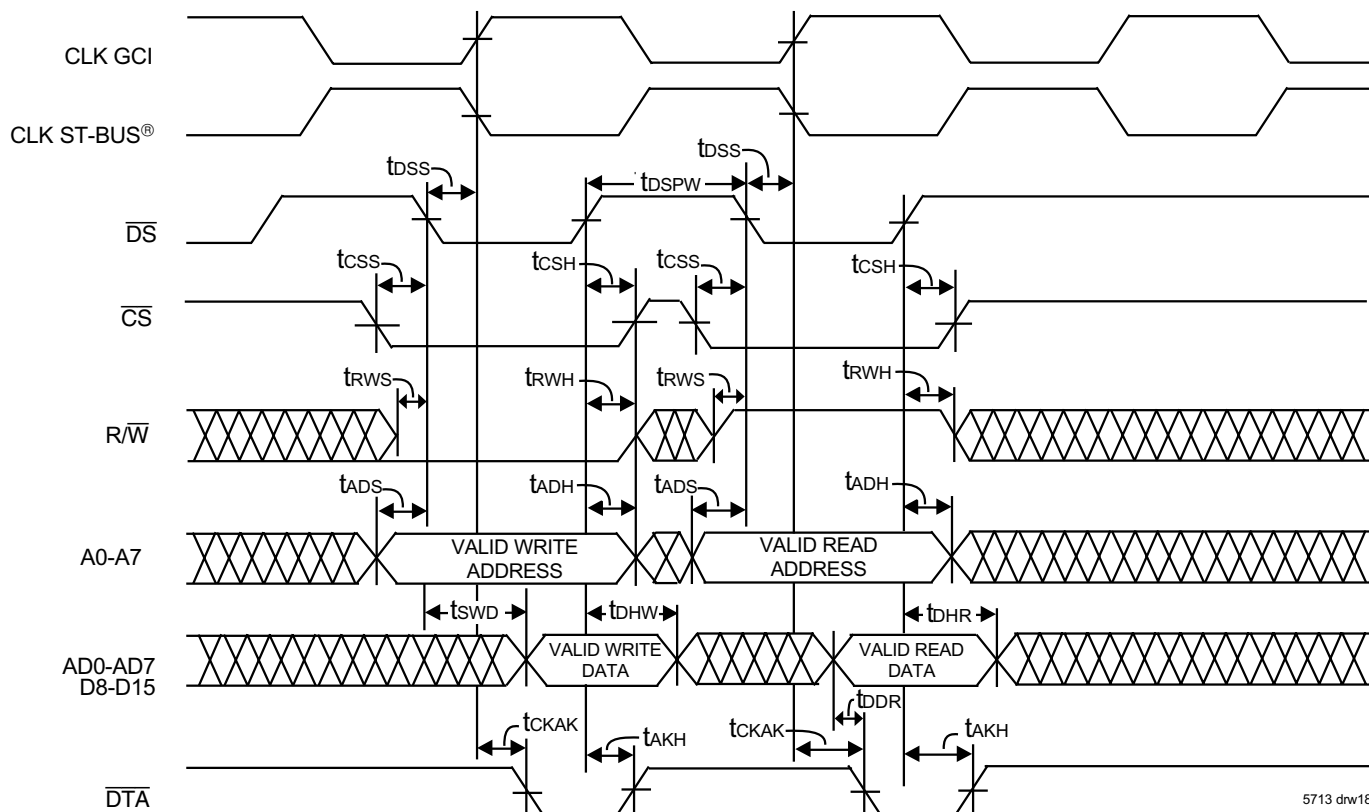 CLK GCI
CLK ST-BUS®
tDSS
tDSS
tDSPW
DS
tCSS
tCSH
tCSS
tCSH
CS
tRWS
tRWH
tRWS
tRWH
R/W
tADS
tADH
tADS
tADH
A0-A7
VALID WRITE
ADDRESS
VALID READ
ADDRESS
tSWD
tDHW
tDHR
AD0-AD7
D8-D15
VALID WRITE
DATA
VALID READ
DATA
tDDR
tCKAK
tAKH
tCKAK
tAKH
DTA
5713 drw18